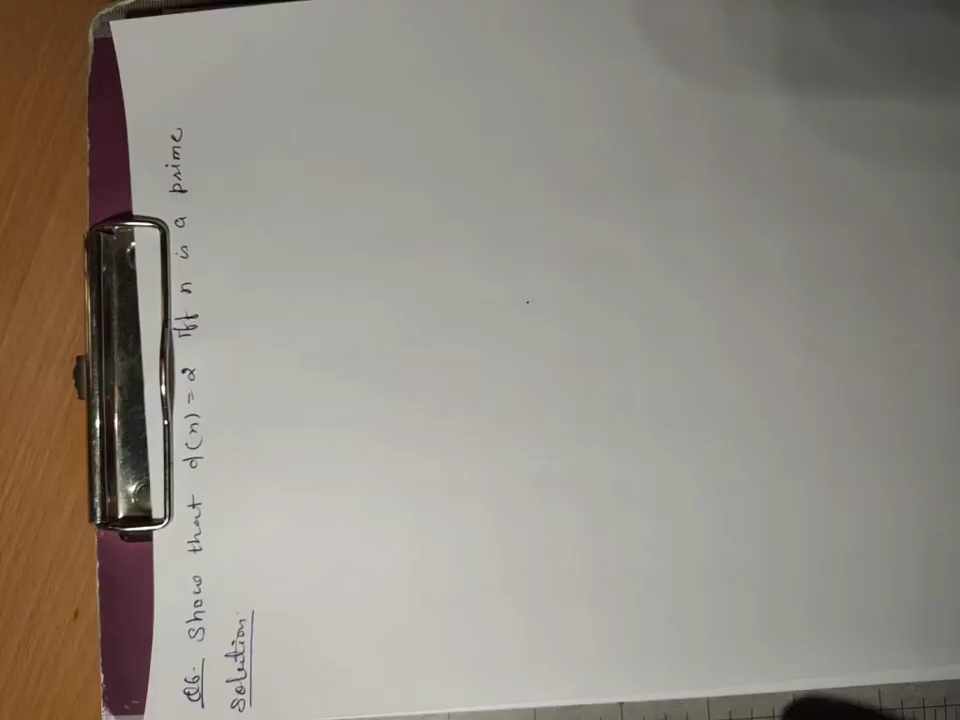 Q6. Show that d(n) = 2 iff n is a prime
Solution.